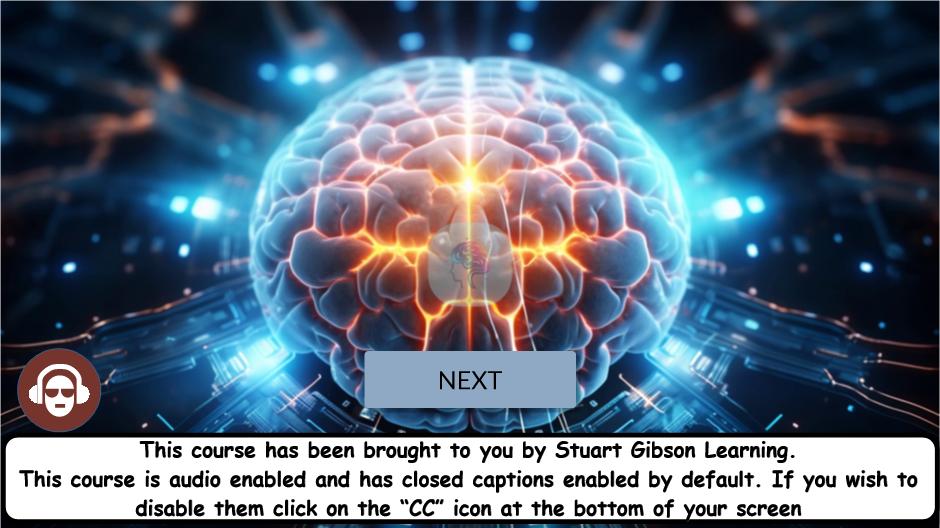 NEXT
This course has been brought to you by Stuart Gibson Learning.
This course is audio enabled and has closed captions enabled by default. If you wish to
disable them click on the “CC” icon at the bottom of your screen